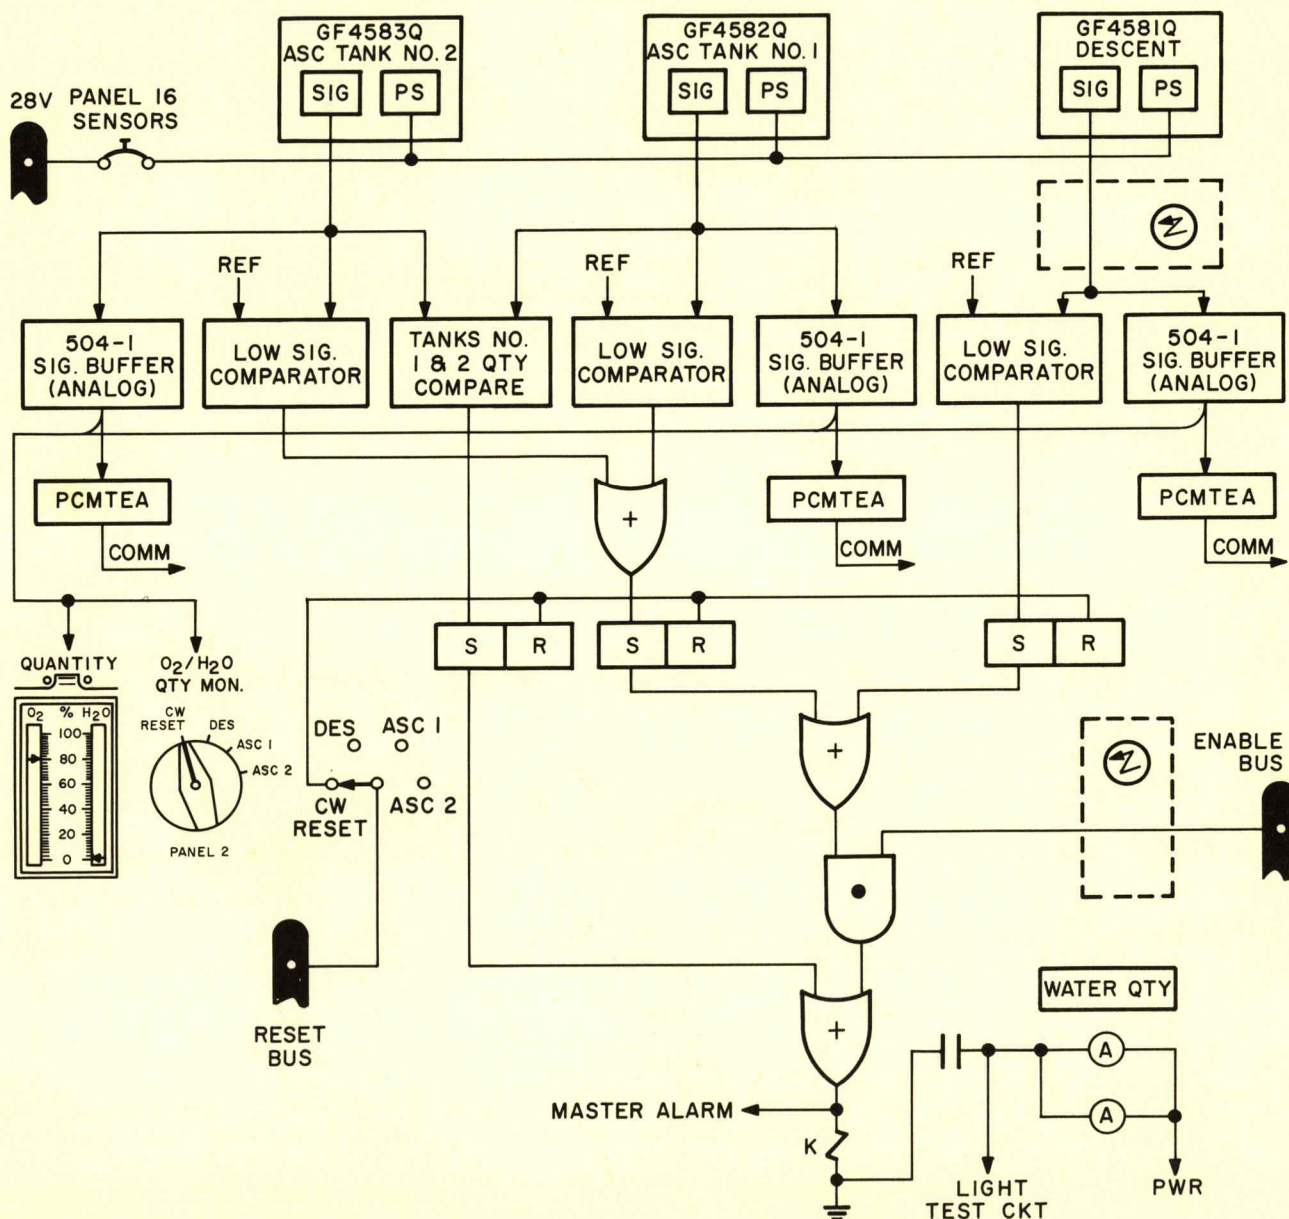 GF4583Q
ASC TANK NO. 2
SIG
PS
GF4582Q
ASC TANK NO. 1
SIG
PS
GF4581Q
DESCENT
SIG
PS
28V
PANEL 16
SENSORS
REF
REF
REF
504-1
SIG. BUFFER
(ANALOG)
LOW SIG.
COMPARATOR
TANKS NO.
1 & 2 QTY
COMPARE
LOW SIG.
COMPARATOR
504-1
SIG. BUFFER
(ANALOG)
LOW SIG.
COMPARATOR
504-1
SIG. BUFFER
(ANALOG)
PCMTEA
COMM
+
PCMTEA
COMM
PCMTEA
COMM
S
R
S
R
S
R
QUANTITY
O2 % H2O
100
80
60
40
20
0
O2/H2O
QTY MON.
CW
RESET
DES
ASC 1
ASC 2
PANEL 2
DES
ASC 1
CW
RESET
ASC 2
+
ENABLE
BUS
RESET
BUS
+
WATER QTY
A
A
MASTER ALARM
K
LIGHT
TEST CKT
PWR